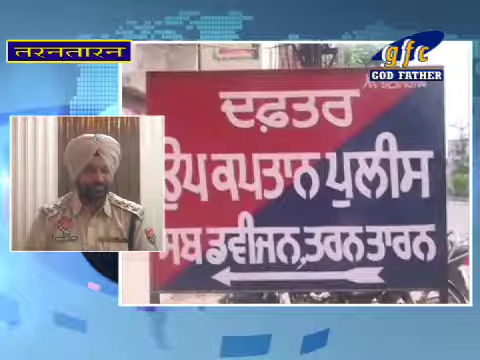 ਤਰਨਤਾਰਨ
gfc
GOD FATHER
ਦਫ਼ਤਰ
ਉਪ ਕਪਤਾਨ ਪੁਲੀਸ
ਸਬ ਡਵੀਜਨ,ਤਰਨ ਤਾਰਨ